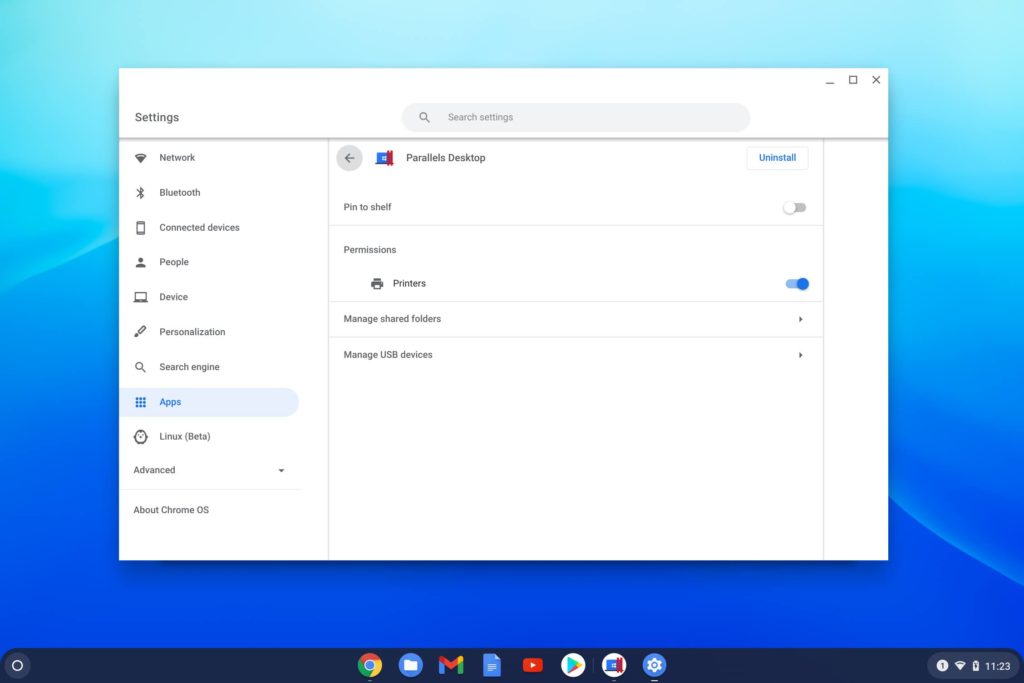 Settings
Search settings
Network
Bluetooth
Connected devices
People
Device
Personalization
Search engine
Apps
Linux (Beta)
Advanced
About Chrome OS
Parallels Desktop
Uninstall
Pin to shelf
Permissions
Printers
Manage shared folders
Manage USB devices
1
11:23